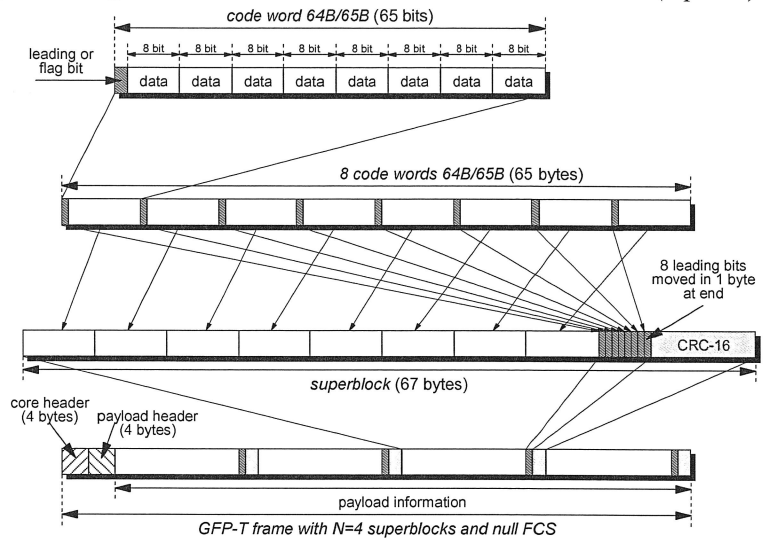 code word 64B/65B (65 bits)
8 bit 8 bit 8 bit 8 bit 8 bit 8 bit 8 bit 8 bit
leading or
flag bit
data data data data data data data data
8 code words 64B/65B (65 bytes)
8 leading bits
moved in 1 byte
at end
CRC-16
superblock (67 bytes)
core header
(4 bytes)
payload header
(4 bytes)
payload information
GFP-T frame with N=4 superblocks and null FCS